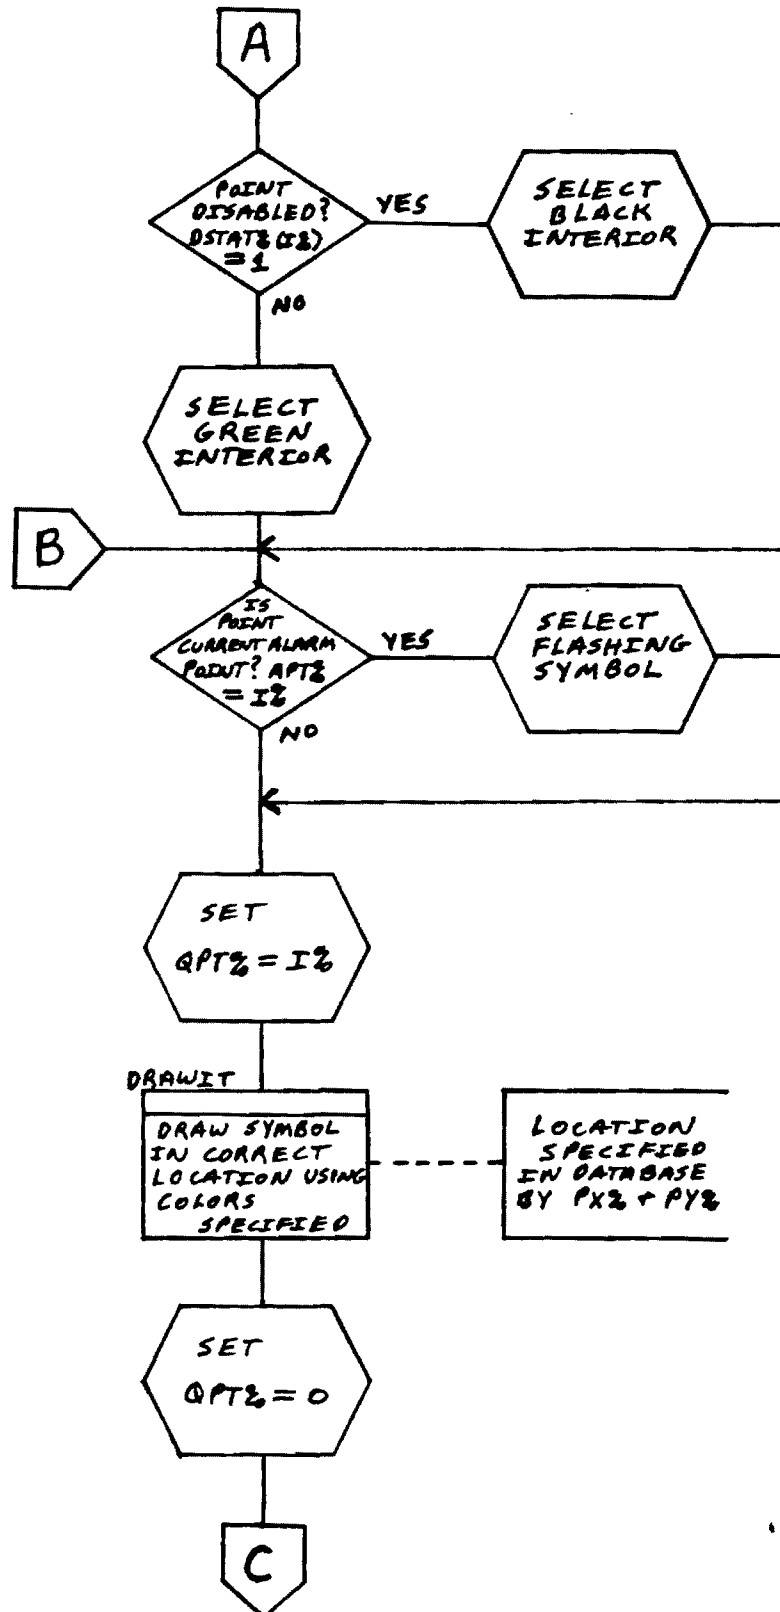 A
POINT
DISABLED?
DSTAT%(I%)
= 1
YES
SELECT
BLACK
INTERIOR
NO
SELECT
GREEN
INTERIOR
B
IS
POINT
CURRENT ALARM
POINT? APT%
= I%
YES
SELECT
FLASHING
SYMBOL
NO
SET
QPT% = I%
DRAWIT
DRAW SYMBOL
IN CORRECT
LOCATION USING
COLORS
SPECIFIED
LOCATION
SPECIFIED
IN DATABASE
BY PX% + PY%
SET
QPT% = 0
C